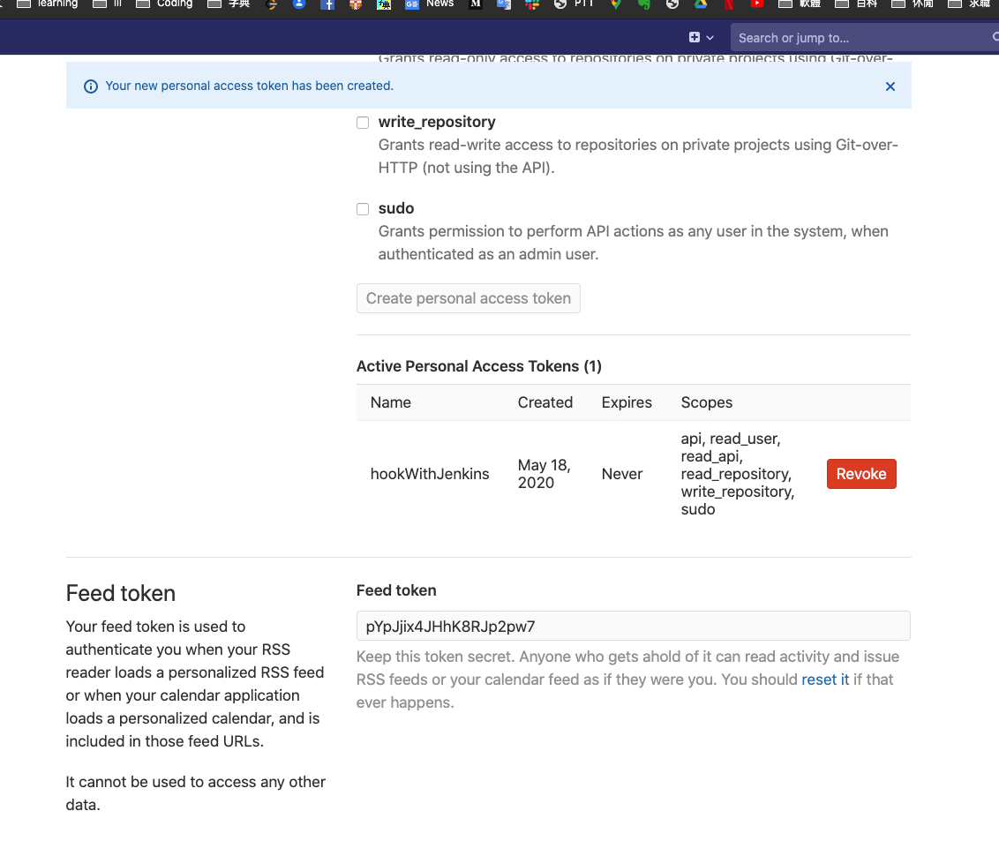 learning Coding 字典 News PTT 軟體 百科 休閒 求職
Search or jump to...
Grants read-only access to repositories on private projects using Git-over-
Your new personal access token has been created.
write_repository
Grants read-write access to repositories on private projects using Git-over-
HTTP (not using the API).
sudo
Grants permission to perform API actions as any user in the system, when
authenticated as an admin user.
Create personal access token
Active Personal Access Tokens (1)
Name Created Expires Scopes
hookWithJenkins
May 18,
2020
Never
api, read_user,
read_api,
read_repository,
write_repository,
sudo
Revoke
Feed token
Your feed token is used to
authenticate you when your RSS
reader loads a personalized RSS feed
or when your calendar application
loads a personalized calendar, and is
included in those feed URLs.
It cannot be used to access any other
data.
Feed token
pYpJjix4JHhK8RJp2pw7
Keep this token secret. Anyone who gets ahold of it can read activity and issue
RSS feeds or your calendar feed as if they were you. You should reset it if that
ever happens.